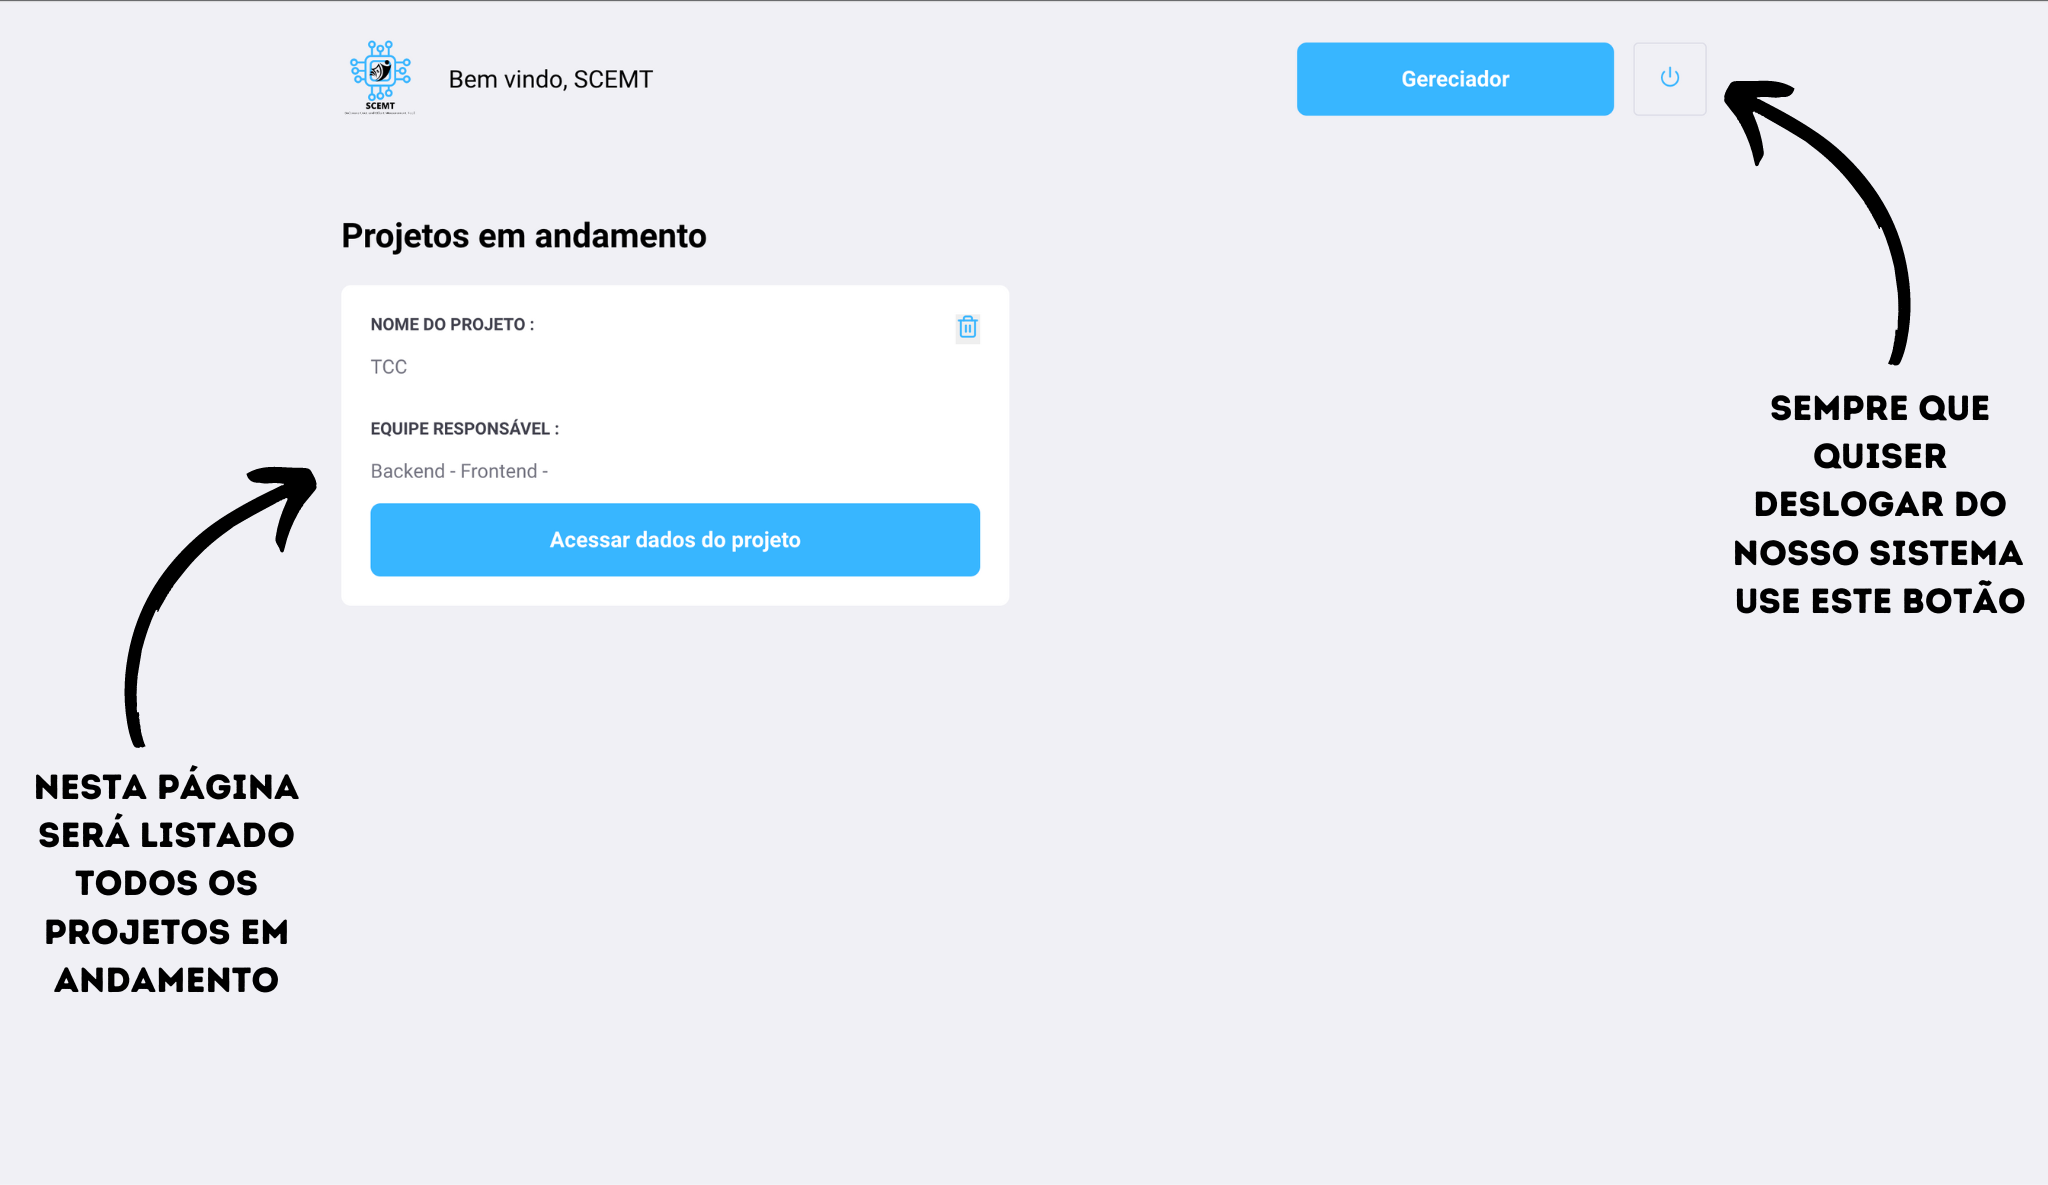 SCEMT
Bem vindo, SCEMT
Gereciador
Projetos em andamento
NOME DO PROJETO :
TCC
EQUIPE RESPONSÁVEL :
Backend - Frontend -
Acessar dados do projeto
SEMPRE QUE
QUISER
DESLOGAR DO
NOSSO SISTEMA
USE ESTE BOTÃO
NESTA PÁGINA
SERÁ LISTADO
TODOS OS
PROJETOS EM
ANDAMENTO